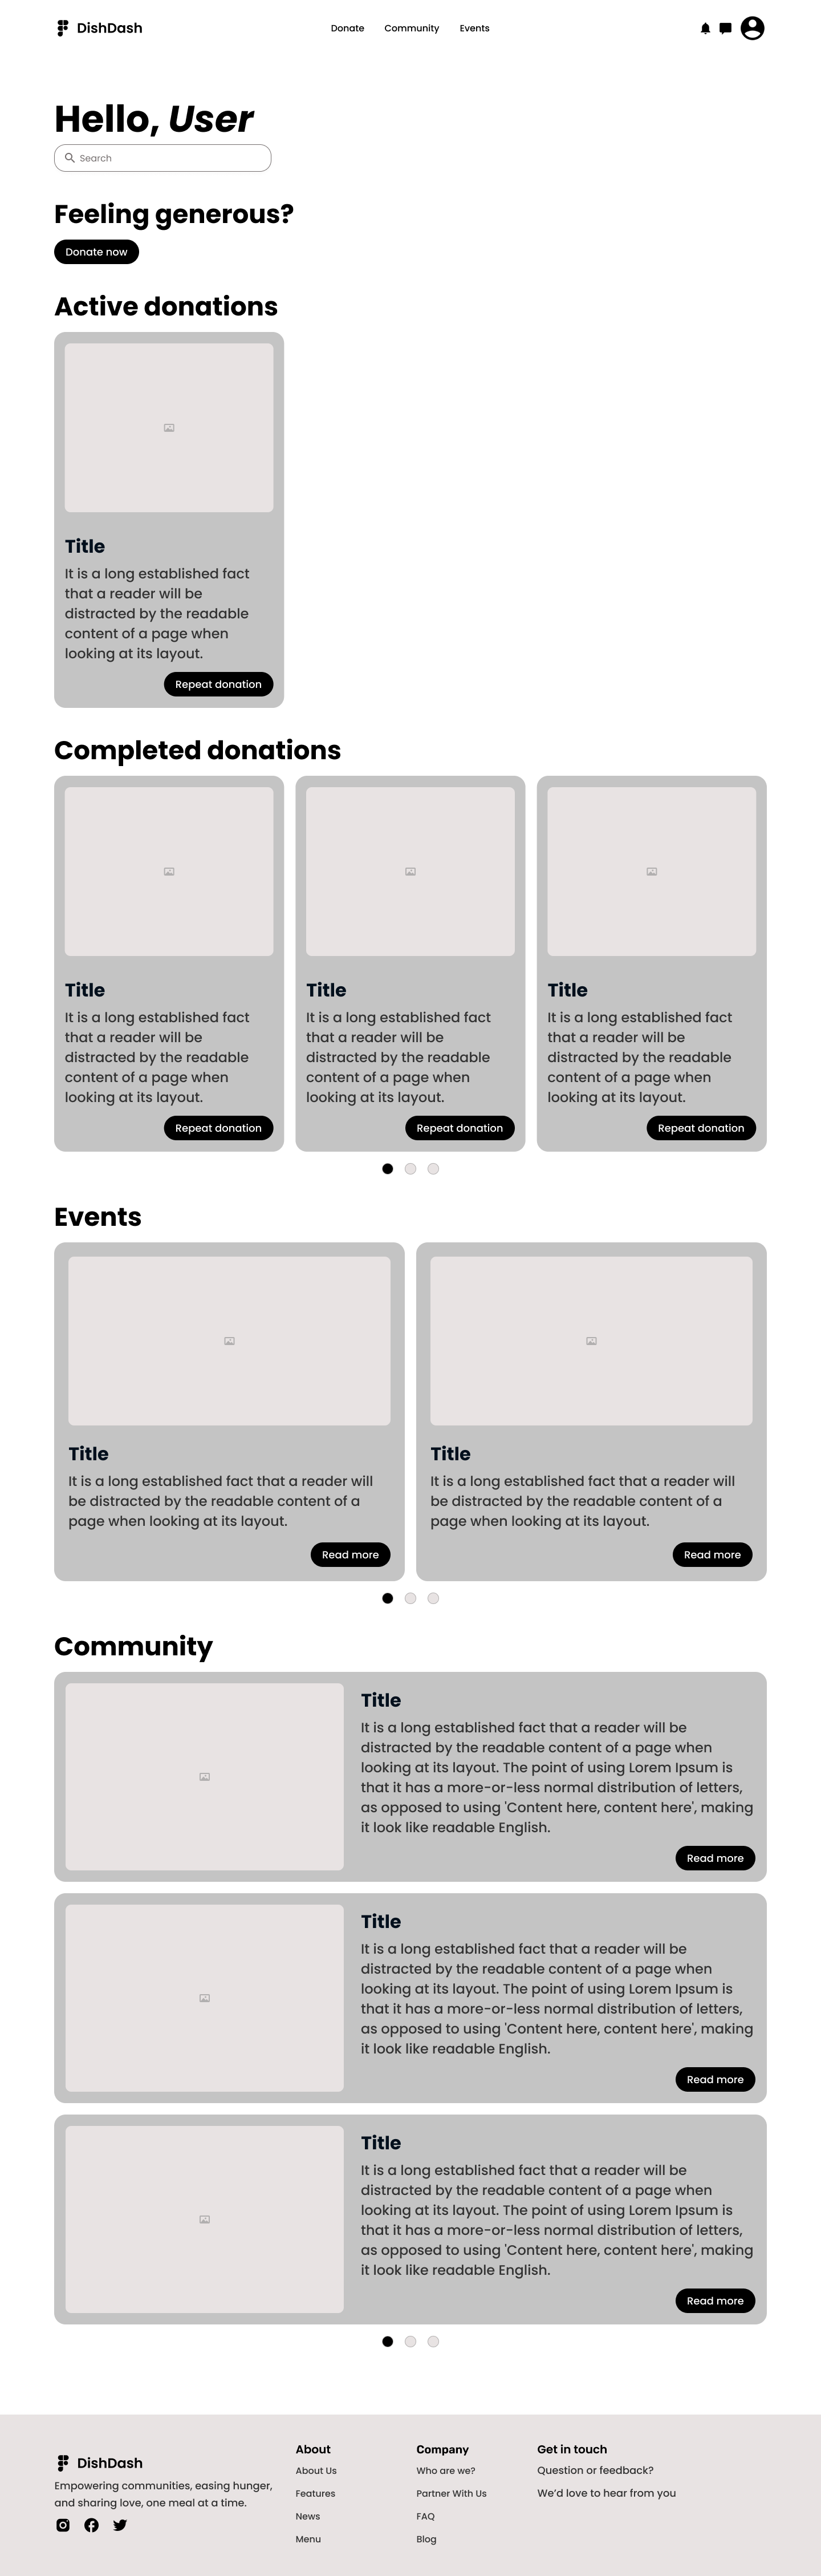 DishDash
Donate
Community
Events
Hello, User
Search
Feeling generous?
Donate now
Active donations
Title
It is a long established fact
that a reader will be
distracted by the readable
content of a page when
looking at its layout.
Repeat donation
Completed donations
Title
It is a long established fact
that a reader will be
distracted by the readable
content of a page when
looking at its layout.
Repeat donation
Title
It is a long established fact
that a reader will be
distracted by the readable
content of a page when
looking at its layout.
Repeat donation
Title
It is a long established fact
that a reader will be
distracted by the readable
content of a page when
looking at its layout.
Repeat donation
Events
Title
It is a long established fact that a reader will
be distracted by the readable content of a
page when looking at its layout.
Read more
Title
It is a long established fact that a reader will
be distracted by the readable content of a
page when looking at its layout.
Read more
Community
Title
It is a long established fact that a reader will be
distracted by the readable content of a page when
looking at its layout. The point of using Lorem Ipsum is
that it has a more-or-less normal distribution of letters,
as opposed to using 'Content here, content here', making
it look like readable English.
Read more
Title
It is a long established fact that a reader will be
distracted by the readable content of a page when
looking at its layout. The point of using Lorem Ipsum is
that it has a more-or-less normal distribution of letters,
as opposed to using 'Content here, content here', making
it look like readable English.
Read more
Title
It is a long established fact that a reader will be
distracted by the readable content of a page when
looking at its layout. The point of using Lorem Ipsum is
that it has a more-or-less normal distribution of letters,
as opposed to using 'Content here, content here', making
it look like readable English.
Read more
DishDash
Empowering communities, easing hunger,
and sharing love, one meal at a time.
About
About Us
Features
News
Menu
Company
Who are we?
Partner With Us
FAQ
Blog
Get in touch
Question or feedback?
We’d love to hear from you